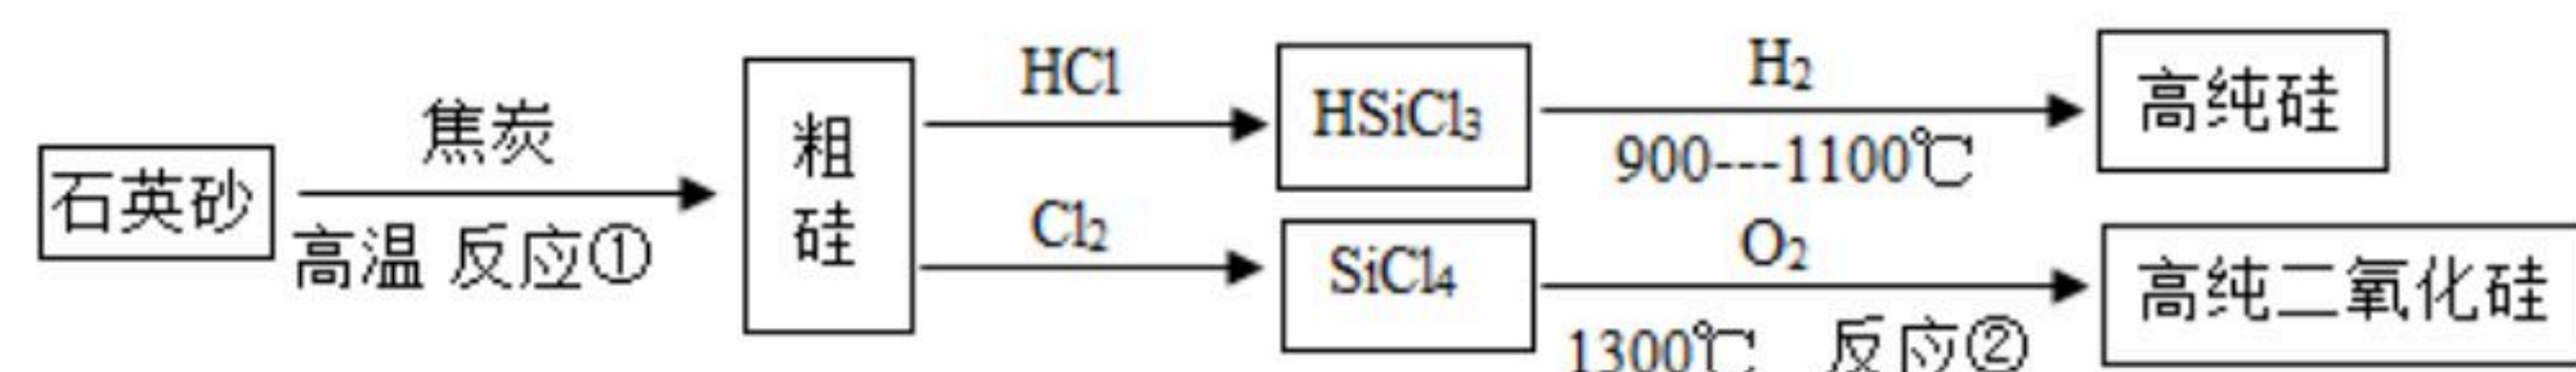 石英砂
焦炭
高温 反应①
粗
硅
HCl
Cl₂
HSiCl₃
SiCl₄
H₂
900---1100℃
O₂
1300℃ 反应②
高纯硅
高纯二氧化硅